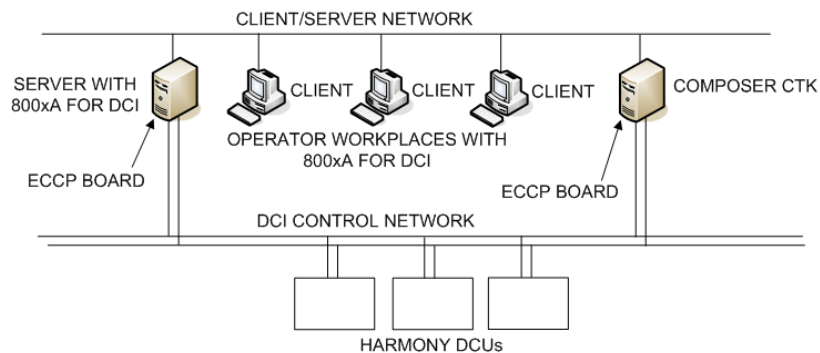 CLIENT/SERVER NETWORK
SERVER WITH
800xA FOR DCI
CLIENT
CLIENT
CLIENT
COMPOSER CTK
OPERATOR WORKPLACES WITH
800xA FOR DCI
ECCP BOARD
ECCP BOARD
DCI CONTROL NETWORK
HARMONY DCUs